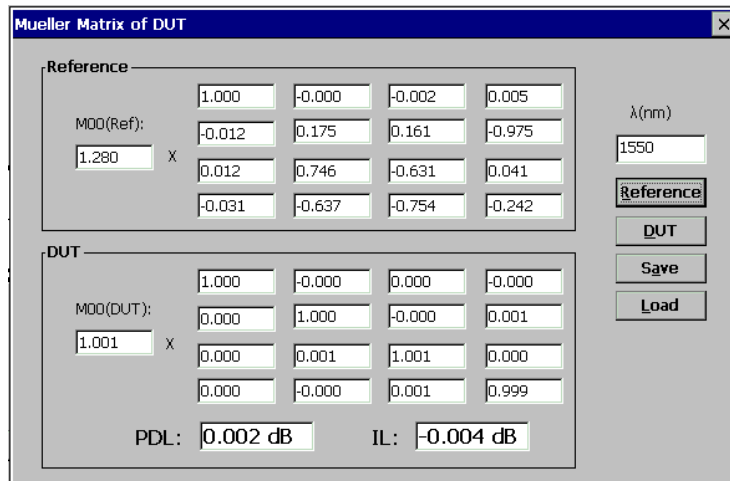 Mueller Matrix of DUT
Reference
1.000 -0.000 -0.002 0.005
M00(Ref):
-0.012 0.175 0.161 -0.975
1.280 X
0.012 0.746 -0.631 0.041
-0.031 -0.637 -0.754 -0.242
λ(nm)
1550
Reference
DUT
Save
Load
DUT
1.000 -0.000 0.000 -0.000
M00(DUT):
0.000 1.000 -0.000 0.001
1.001 X
0.000 0.001 1.001 0.000
0.000 -0.000 0.001 0.999
PDL: 0.002 dB IL: -0.004 dB